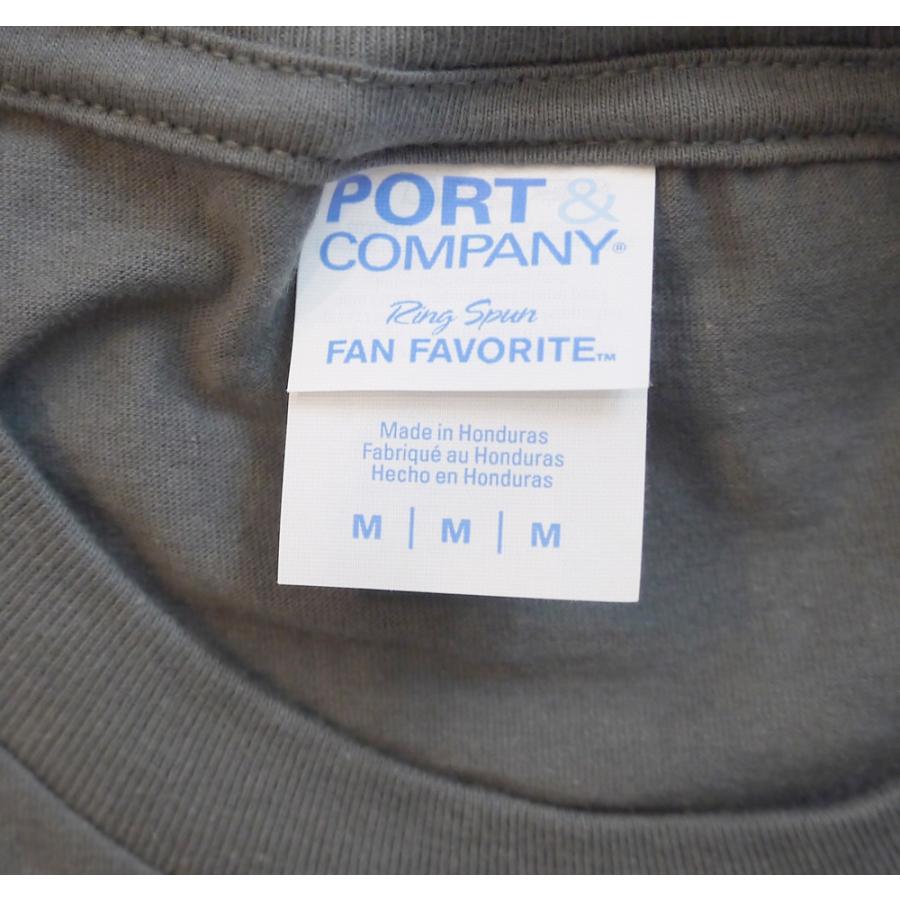 PORT &
COMPANY®
Ring Spun
FAN FAVORITE™
Made in Honduras
Fabriqué au Honduras
Hecho en Honduras
M | M | M